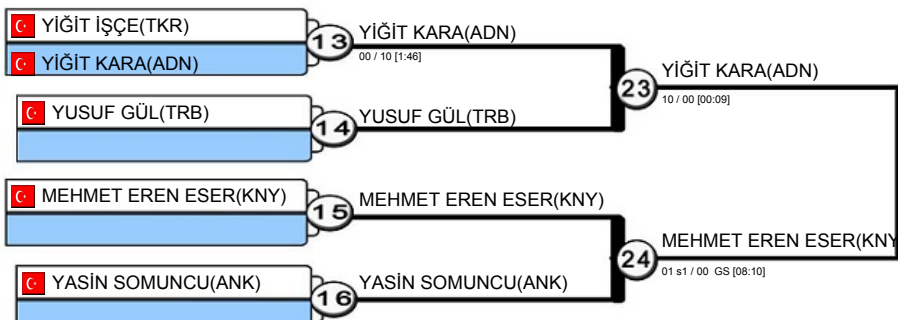 YİĞİT İŞÇE(TKR)
YİĞİT KARA(ADN)
13
YİĞİT KARA(ADN)
00 / 10 [1:46]
YUSUF GÜL(TRB)
14
YUSUF GÜL(TRB)
23
YİĞİT KARA(ADN)
10 / 00 [00:09]
MEHMET EREN ESER(KNY)
15
MEHMET EREN ESER(KNY)
YASİN SOMUNCU(ANK)
16
YASİN SOMUNCU(ANK)
24
MEHMET EREN ESER(KNY
01 s1 / 00 GS [08:10]